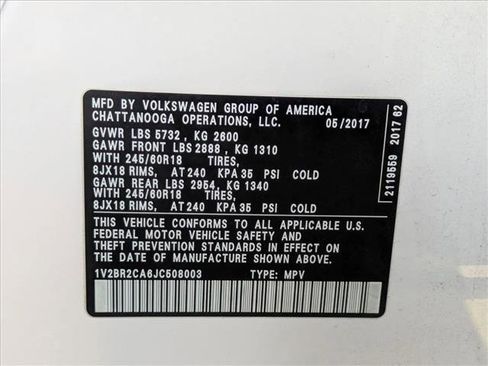 MFD BY VOLKSWAGEN GROUP OF AMERICA
CHATTANOOGA OPERATIONS, LLC. 05/2017
GVWR LBS 5732 , KG 2600
GAWR FRONT LBS 2888 , KG 1310
WITH 245/60R18 TIRES,
8JX18 RIMS, AT 240 KPA 35 PSI COLD
GAWR REAR LBS 2954, KG 1340
WITH 245/60R18 TIRES,
8JX18 RIMS, AT 240 KPA 35 PSI COLD
THIS VEHICLE CONFORMS TO ALL APPLICABLE U.S.
FEDERAL MOTOR VEHICLE SAFETY AND
THEFT PREVENTION STANDARDS IN EFFECT ON
THE DATE OF MANUFACTURE SHOWN ABOVE.
1V2BR2CA6JC508003 TYPE: MPV
2119559 2017 62